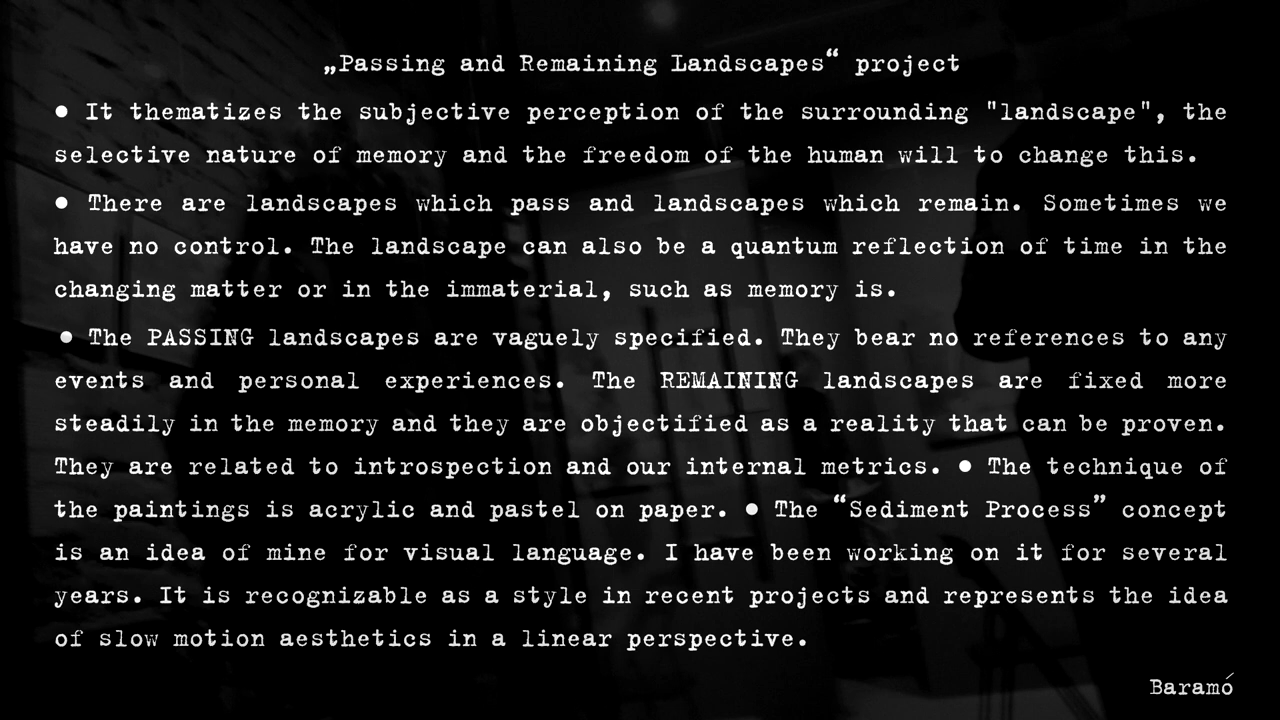 „Passing and Remaining Landscapes“ project
● It thematizes the subjective perception of the surrounding "landscape", the
selective nature of memory and the freedom of the human will to change this.
● There are landscapes which pass and landscapes which remain. Sometimes we
have no control. The landscape can also be a quantum reflection of time in the
changing matter or in the immaterial, such as memory is.
● The PASSING landscapes are vaguely specified. They bear no references to any
events and personal experiences. The REMAINING landscapes are fixed more
steadily in the memory and they are objectified as a reality that can be proven.
They are related to introspection and our internal metrics. ● The technique of
the paintings is acrylic and pastel on paper. ● The “Sediment Process” concept
is an idea of mine for visual language. I have been working on it for several
years. It is recognizable as a style in recent projects and represents the idea
of slow motion aesthetics in a linear perspective.
Baramó